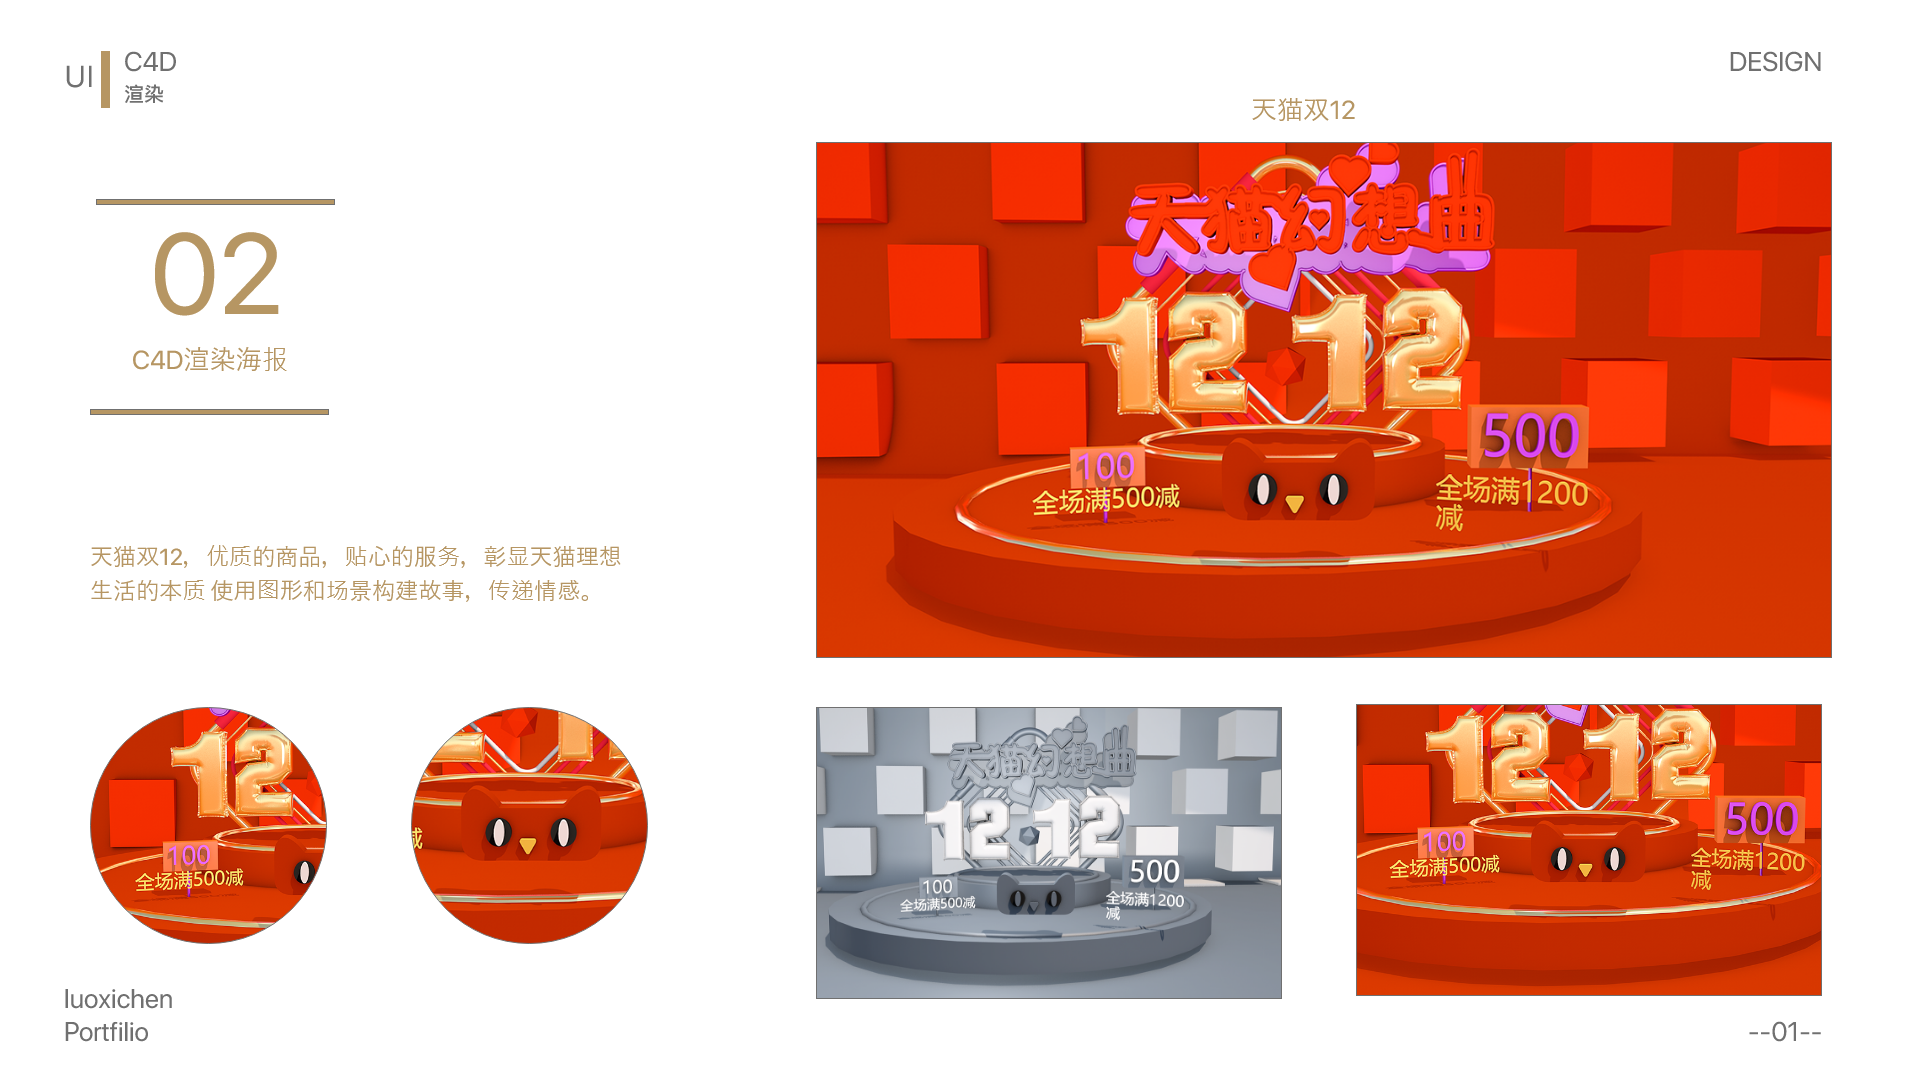 UI
C4D
渲染
DESIGN
天猫双12
02
C4D渲染海报
天猫双12，优质的商品，贴心的服务，彰显天猫理想
生活的本质 使用图形和场景构建故事，传递情感。
天猫幻想曲
12 12
100
全场满500减
500
全场满1200
减
12
100
全场满500减
减
天猫幻想曲
12 12
100
全场满500减
500
全场满1200
减
12 12
100
全场满500减
500
全场满1200
减
luoxichen
Portfilio
--01--